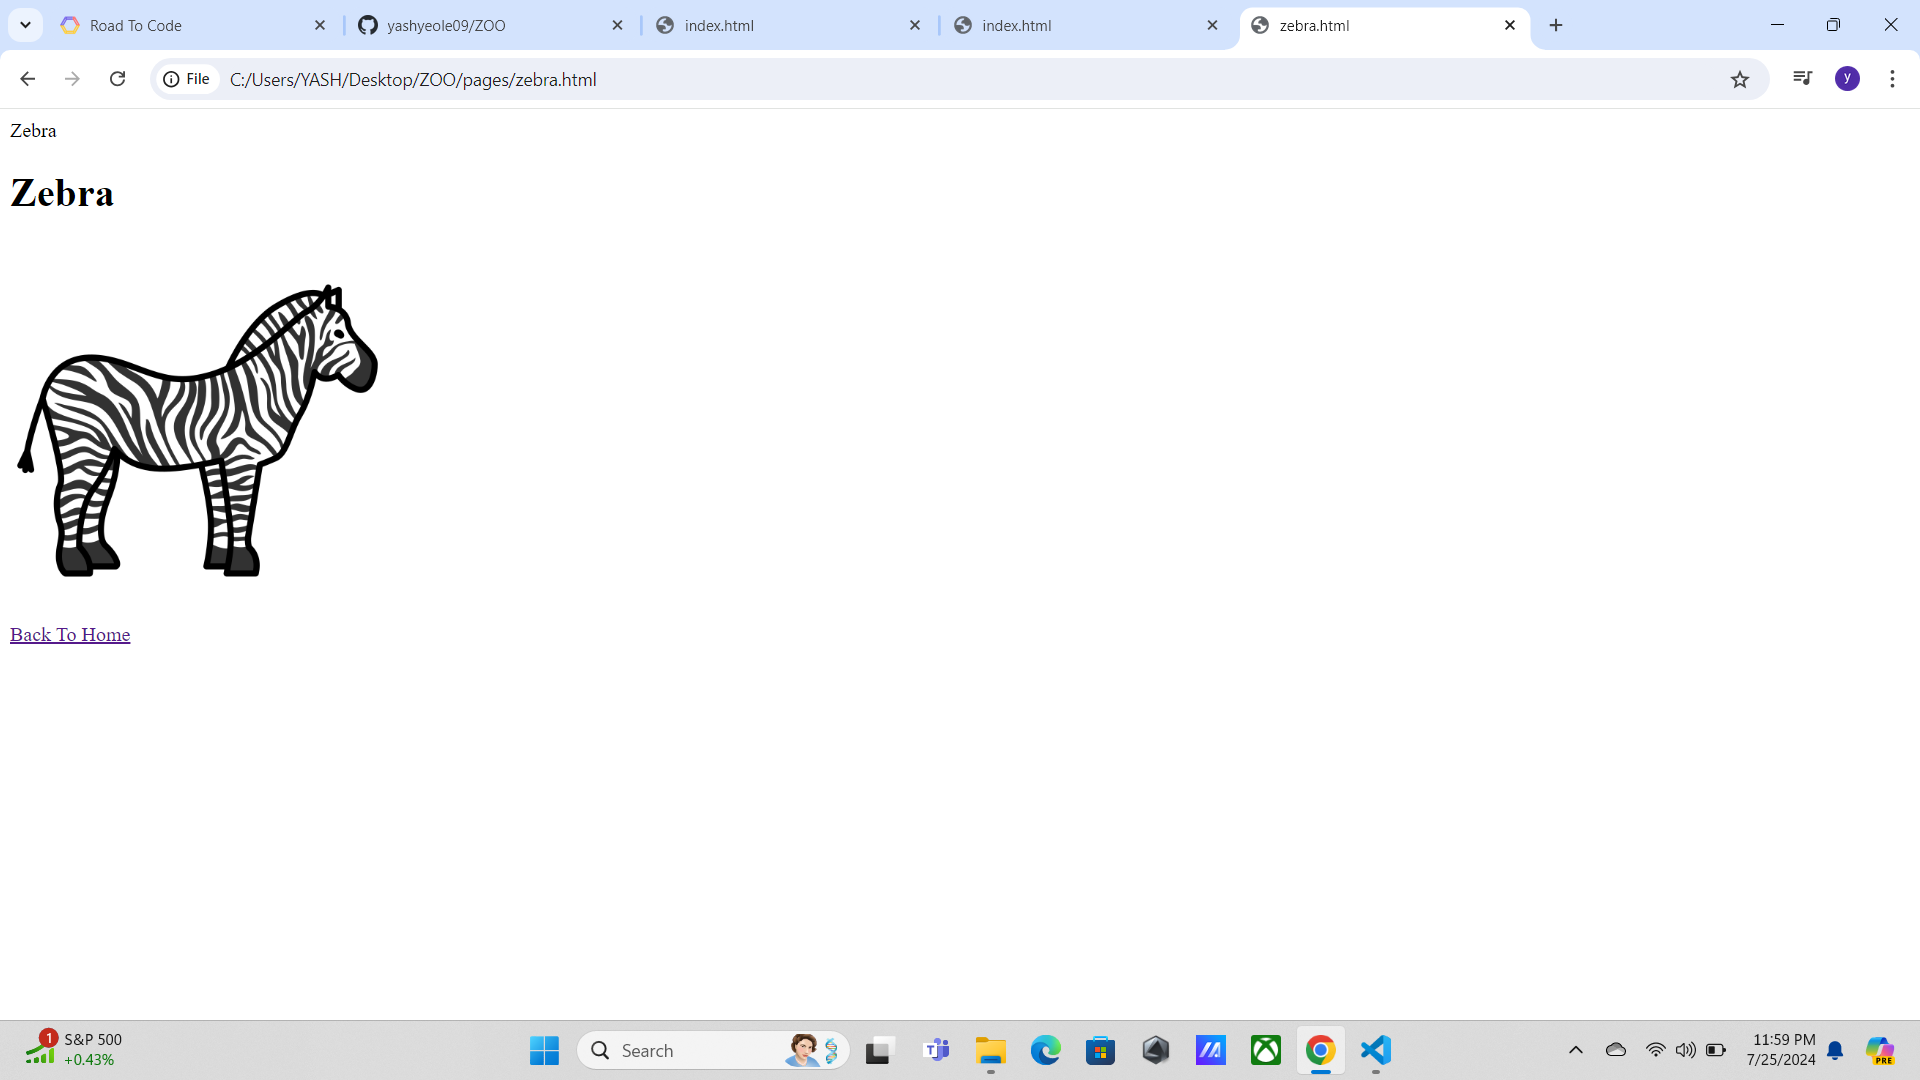 Road To Code
yashyeole09/ZOO
index.html
index.html
zebra.html
File
C:/Users/YASH/Desktop/ZOO/pages/zebra.html
y
Zebra
Zebra
Back To Home
1
S&P 500
+0.43%
Search
T
11:59 PM
7/25/2024
PRE